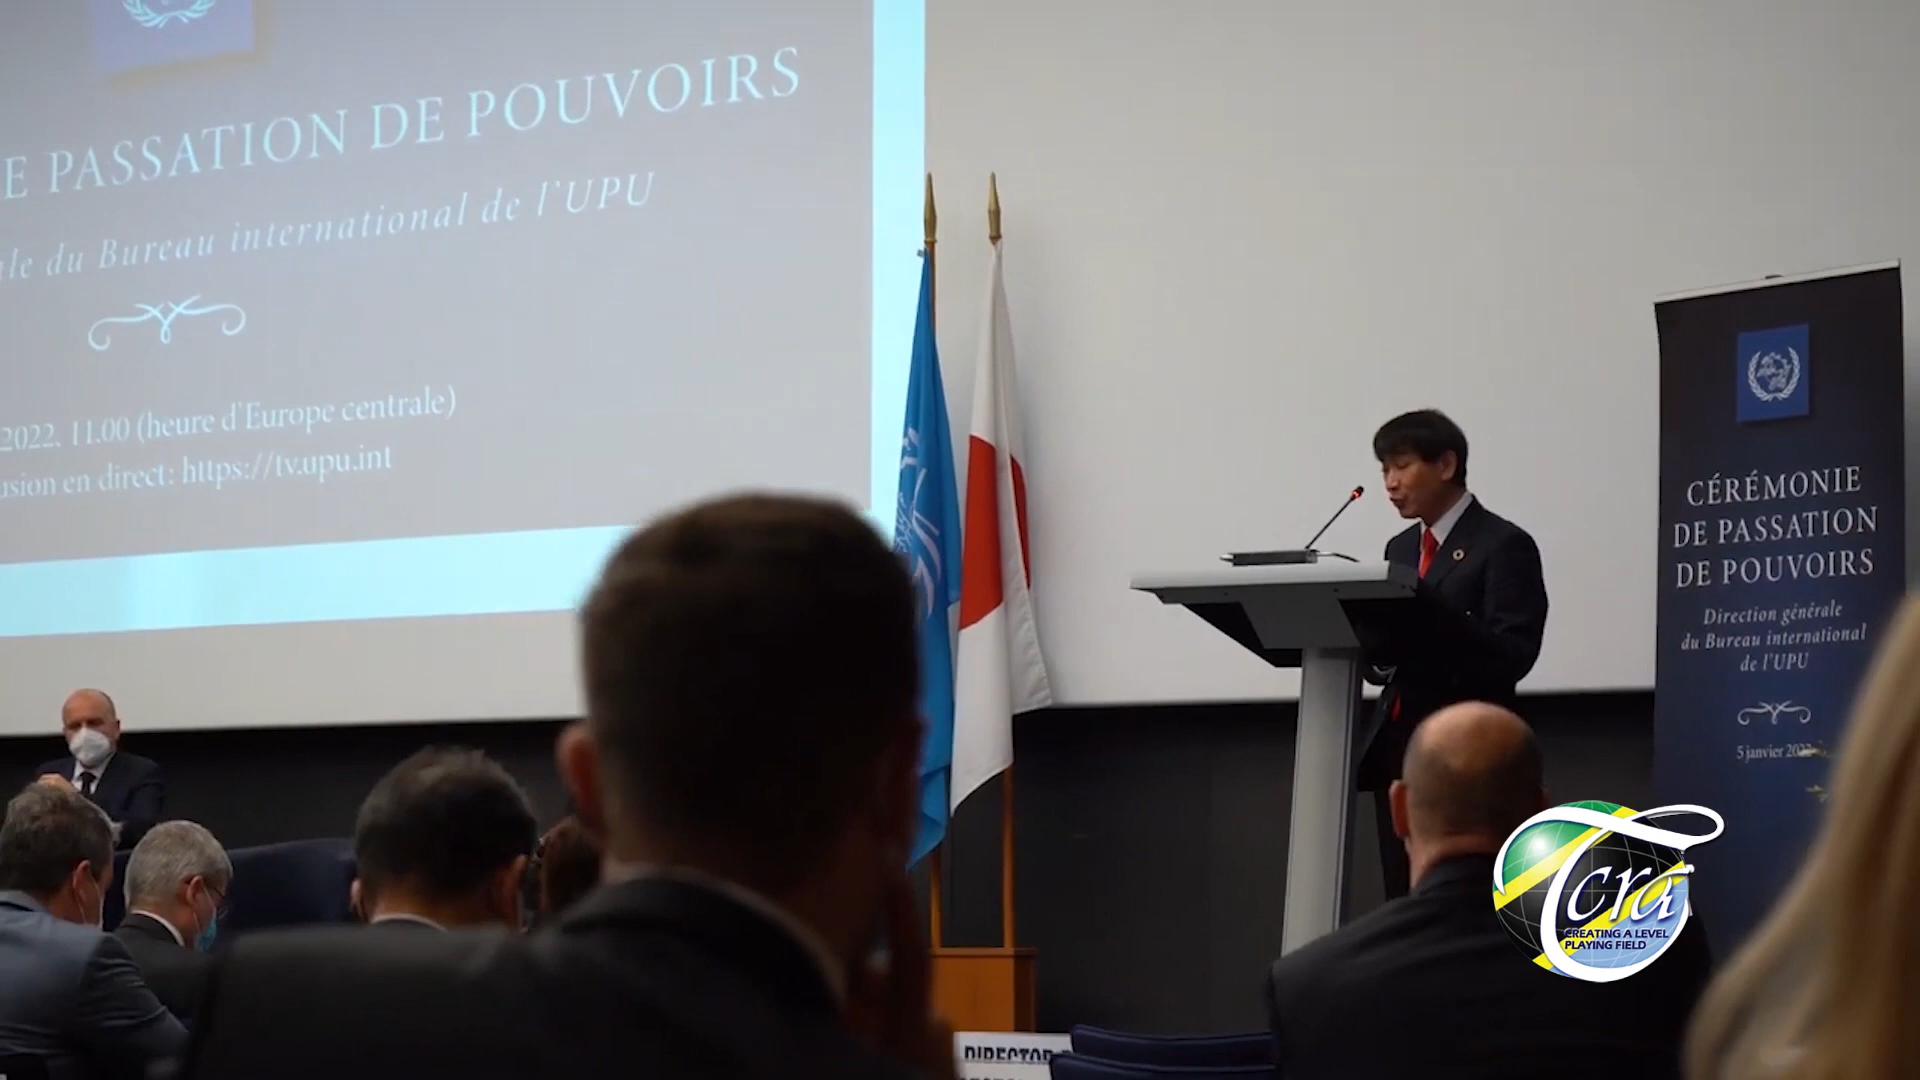 E PASSATION DE POUVOIRS
ale du Bureau international de l'UPU
2022, 11.00 (heure d'Europe centrale)
usion en direct: https://tv.upu.int
CÉRÉMONIE
DE PASSATION
DE POUVOIRS
Direction générale
du Bureau international
de l'UPU
5 janvier 2022
Tcra
CREATING A LEVEL
PLAYING FIELD
DIRECTOR